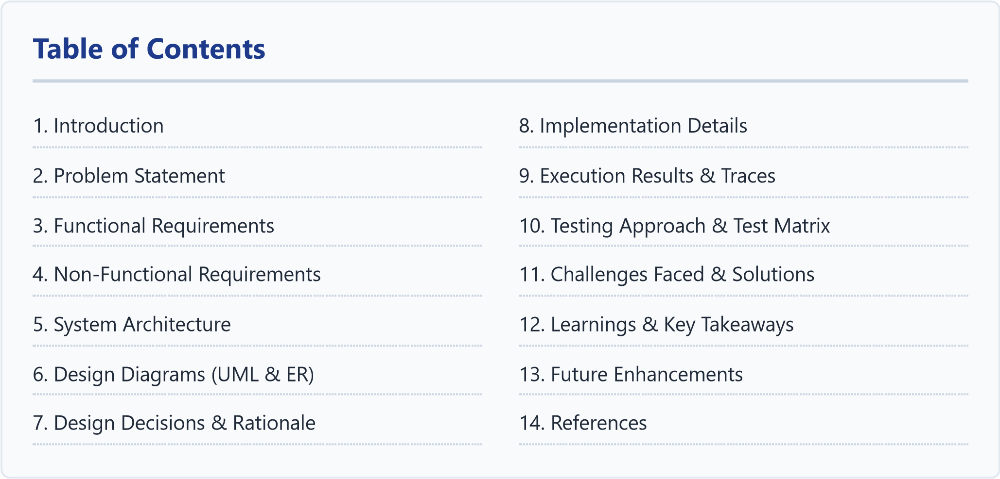 Table of Contents
1. Introduction
2. Problem Statement
3. Functional Requirements
4. Non-Functional Requirements
5. System Architecture
6. Design Diagrams (UML & ER)
7. Design Decisions & Rationale
8. Implementation Details
9. Execution Results & Traces
10. Testing Approach & Test Matrix
11. Challenges Faced & Solutions
12. Learnings & Key Takeaways
13. Future Enhancements
14. References